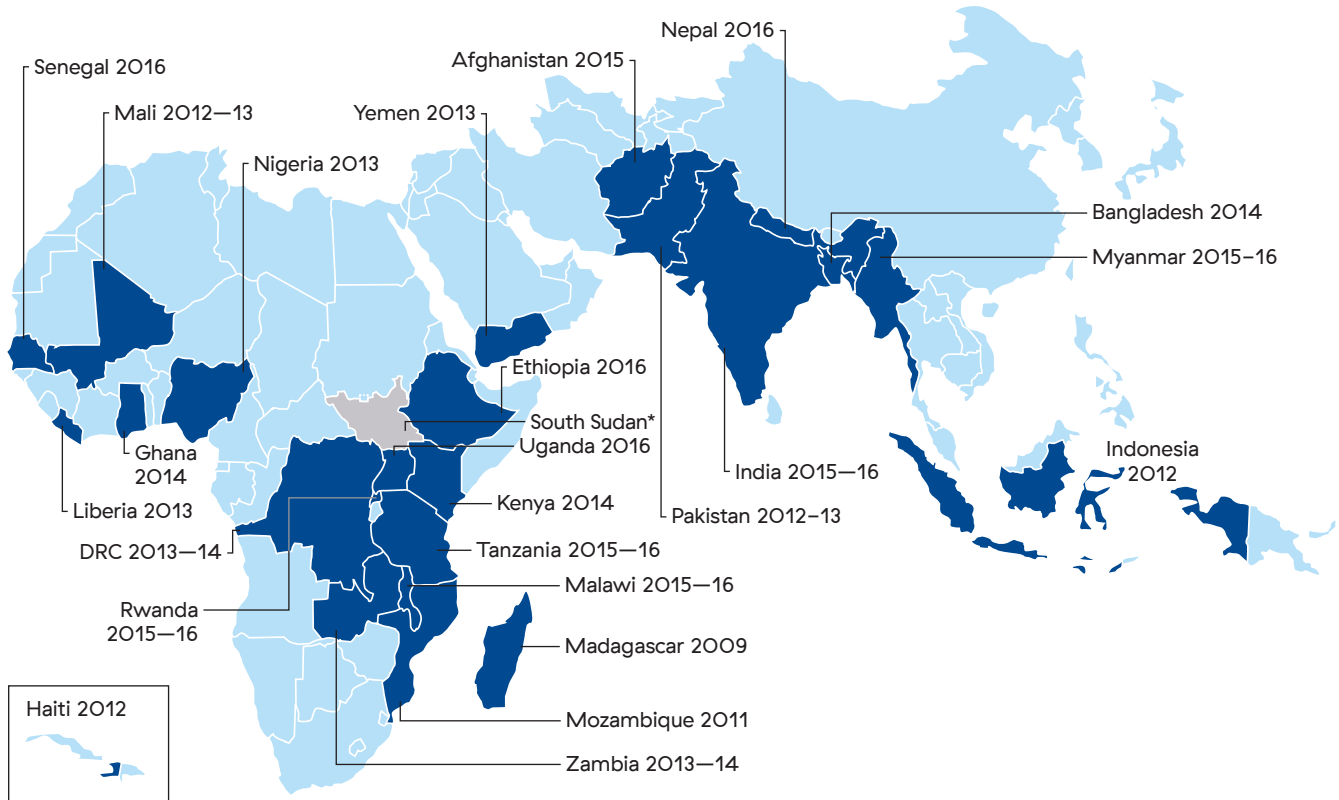 Nepal 2016
Afghanistan 2015
Senegal 2016
Mali 2012—13
Yemen 2013
Nigeria 2013
Bangladesh 2014
Myanmar 2015–16
Ethiopia 2016
South Sudan*
Uganda 2016
Ghana
2014
Indonesia
2012
India 2015—16
Liberia 2013
Kenya 2014
Pakistan 2012–13
DRC 2013—14
Tanzania 2015—16
Malawi 2015—16
Rwanda
2015—16
Madagascar 2009
Haiti 2012
Mozambique 2011
Zambia 2013—14